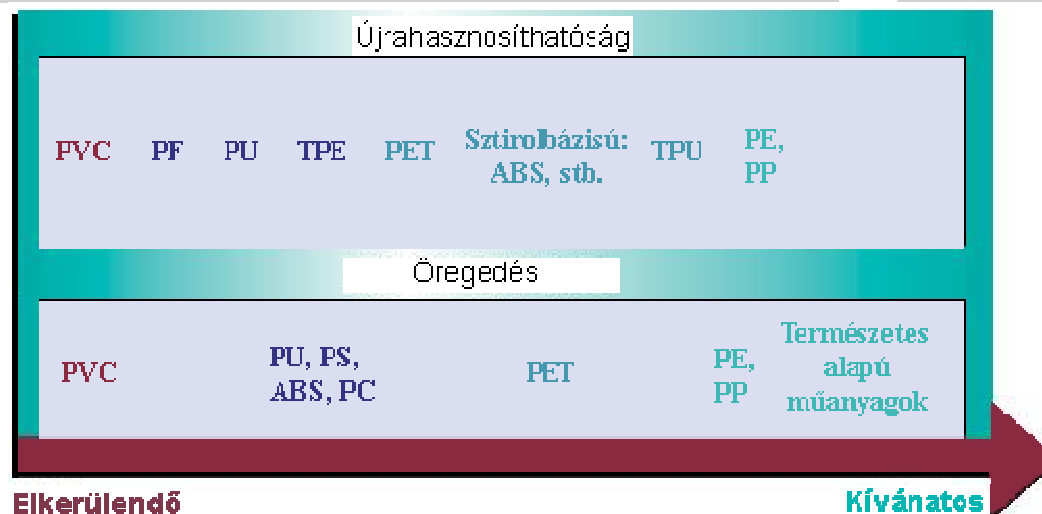 Újrahasznosíthatóság
PVC PF PU TPE PET Sztirolbázisú: TPU PE,
ABS, stb. PP
Öregedés
Természetes
PVC PU, PS, PET PE, alapú
ABS, PC PP műanyagok
Elkerülendő Kívánatos